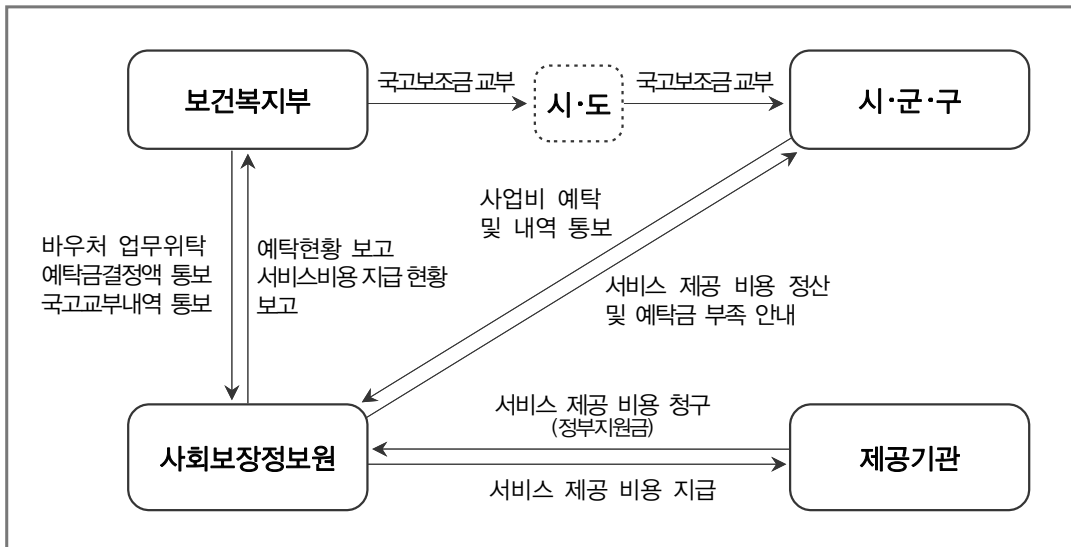 보건복지부
국고보조금 교부
시·도
국고보조금 교부
시·군·구
사업비 예탁
및 내역 통보
바우처 업무위탁
예탁금결정액 통보
국고교부내역 통보
예탁현황 보고
서비스비용 지급 현황
보고
서비스 제공 비용 정산
및 예탁금 부족 안내
사회보장정보원
서비스 제공 비용 청구
(정부지원금)
서비스 제공 비용 지급
제공기관